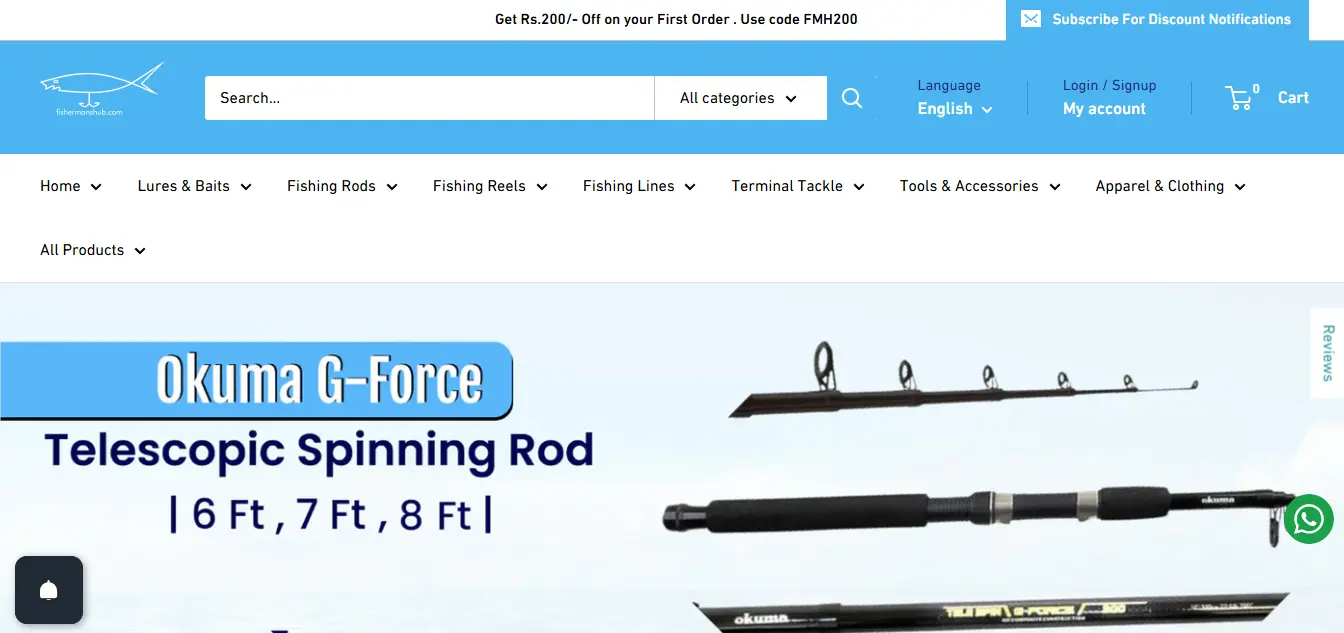 Get Rs.200/- Off on your First Order . Use code FMH200
Subscribe For Discount Notifications
fishermanshub.com
Search...
All categories
Language
English
Login / Signup
My account
0
Cart
Home
Lures & Baits
Fishing Rods
Fishing Reels
Fishing Lines
Terminal Tackle
Tools & Accessories
Apparel & Clothing
All Products
Okuma G-Force
Telescopic Spinning Rod
| 6 Ft , 7 Ft , 8 Ft |
Reviews
okuma
okuma
TELE SPIN \ G-FORCE /